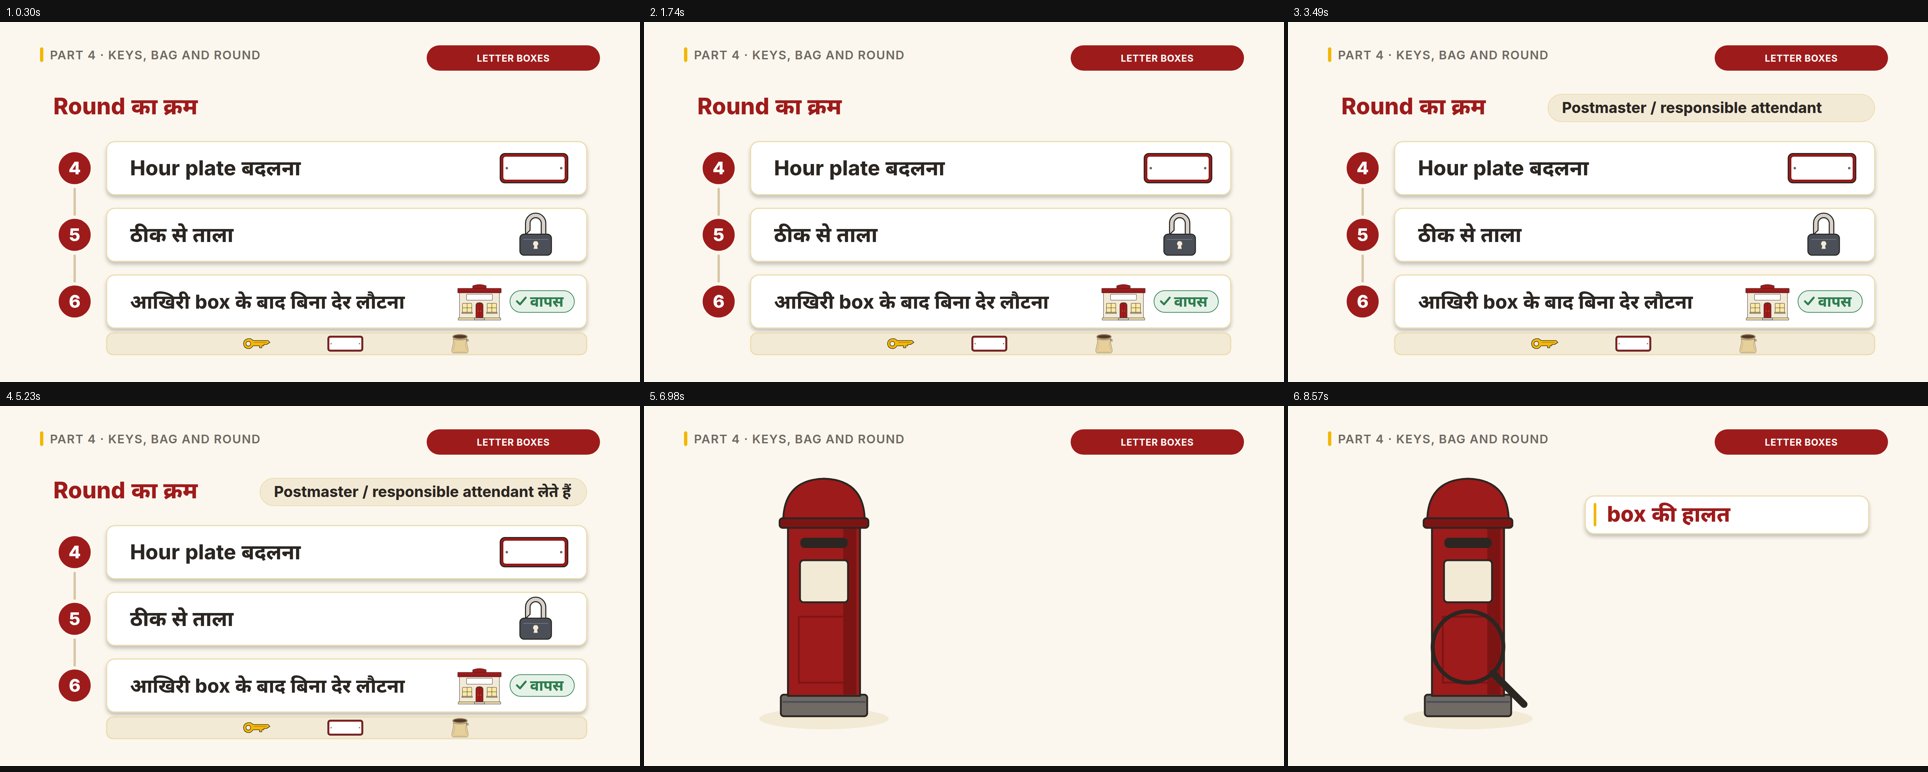 1. 0.30s
PART 4 · KEYS, BAG AND ROUND
LETTER BOXES
Round का क्रम
4 Hour plate बदलना
5 ठीक से ताला
6 आखिरी box के बाद बिना देर लौटना वापस
2. 1.74s
PART 4 · KEYS, BAG AND ROUND
LETTER BOXES
Round का क्रम
4 Hour plate बदलना
5 ठीक से ताला
6 आखिरी box के बाद बिना देर लौटना वापस
3. 3.49s
PART 4 · KEYS, BAG AND ROUND
LETTER BOXES
Round का क्रम
Postmaster / responsible attendant
4 Hour plate बदलना
5 ठीक से ताला
6 आखिरी box के बाद बिना देर लौटना वापस
4. 5.23s
PART 4 · KEYS, BAG AND ROUND
LETTER BOXES
Round का क्रम
Postmaster / responsible attendant लेते हैं
4 Hour plate बदलना
5 ठीक से ताला
6 आखिरी box के बाद बिना देर लौटना वापस
5. 6.98s
PART 4 · KEYS, BAG AND ROUND
LETTER BOXES
6. 8.57s
PART 4 · KEYS, BAG AND ROUND
LETTER BOXES
box की हालत